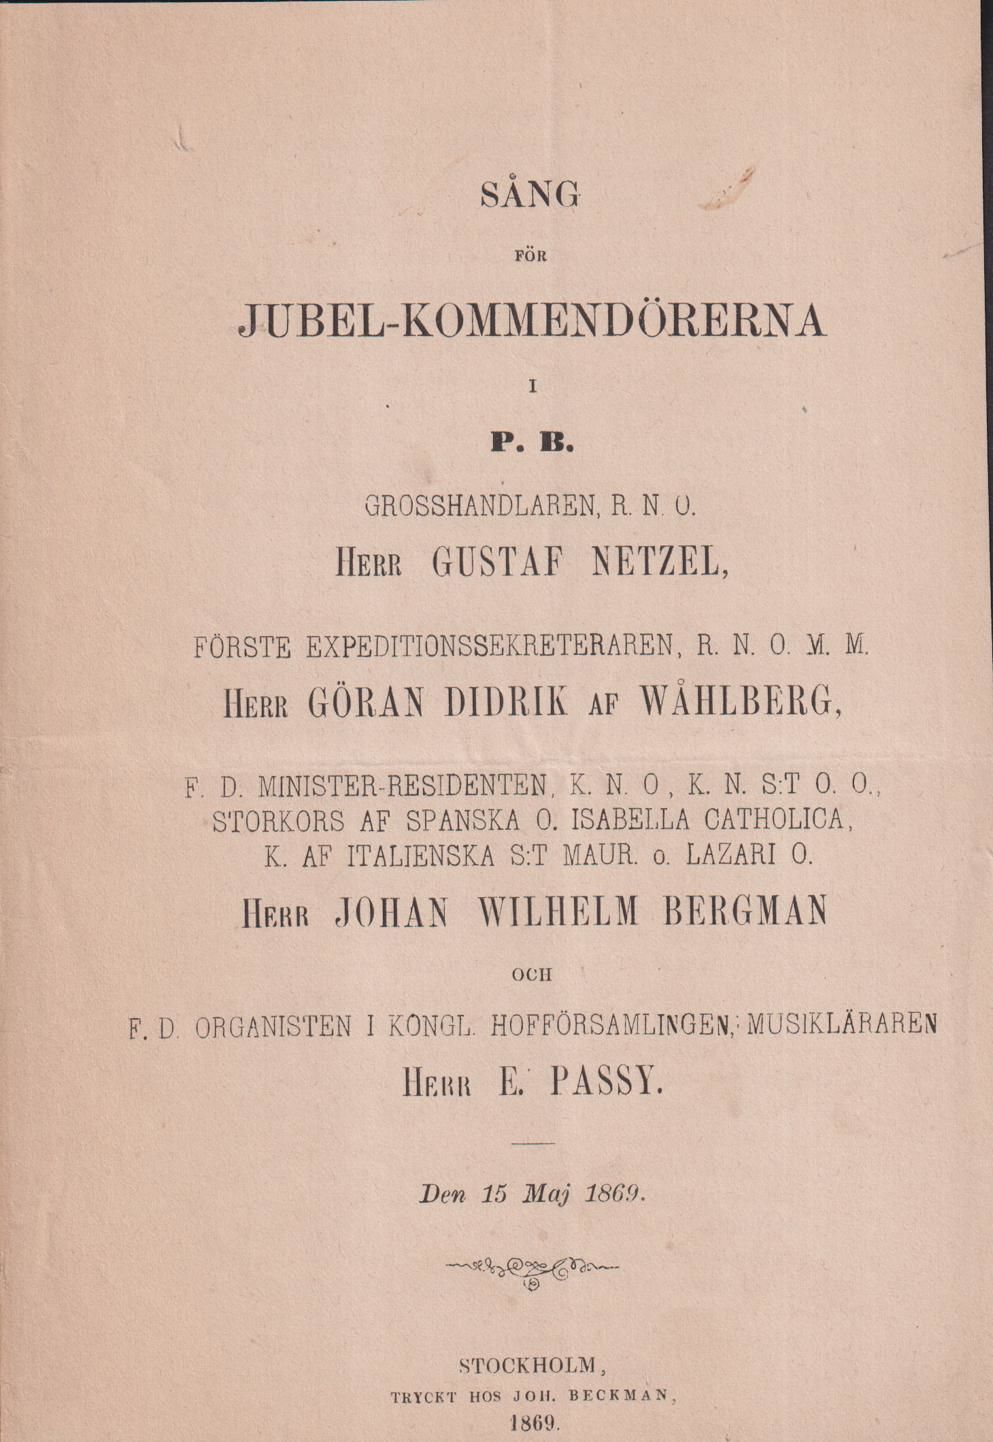 SÅNG
FÖR
JUBEL-KOMMENDÖRERNA
I
P. B.
GROSSHANDLAREN, R. N. O.
HERR GUSTAF NETZEL,
FÖRSTE EXPEDITIONSSEKRETERAREN, R. N. O. M. M.
HERR GÖRAN DIDRIK AF WÅHLBERG,
F. D. MINISTER-RESIDENTEN, K. N. O, K. N. S:T O. O.,
STORKORS AF SPANSKA O. ISABELLA CATHOLICA,
K. AF ITALIENSKA S:T MAUR. o. LAZARI O.
HERR JOHAN WILHELM BERGMAN
OCH
F. D. ORGANISTEN I KONGL. HOFFÖRSAMLINGEN, MUSIKLÄRAREN
HERR E. PASSY.
Den 15 Maj 1869.
STOCKHOLM,
TRYCKT HOS JOH. BECKMAN,
1869.